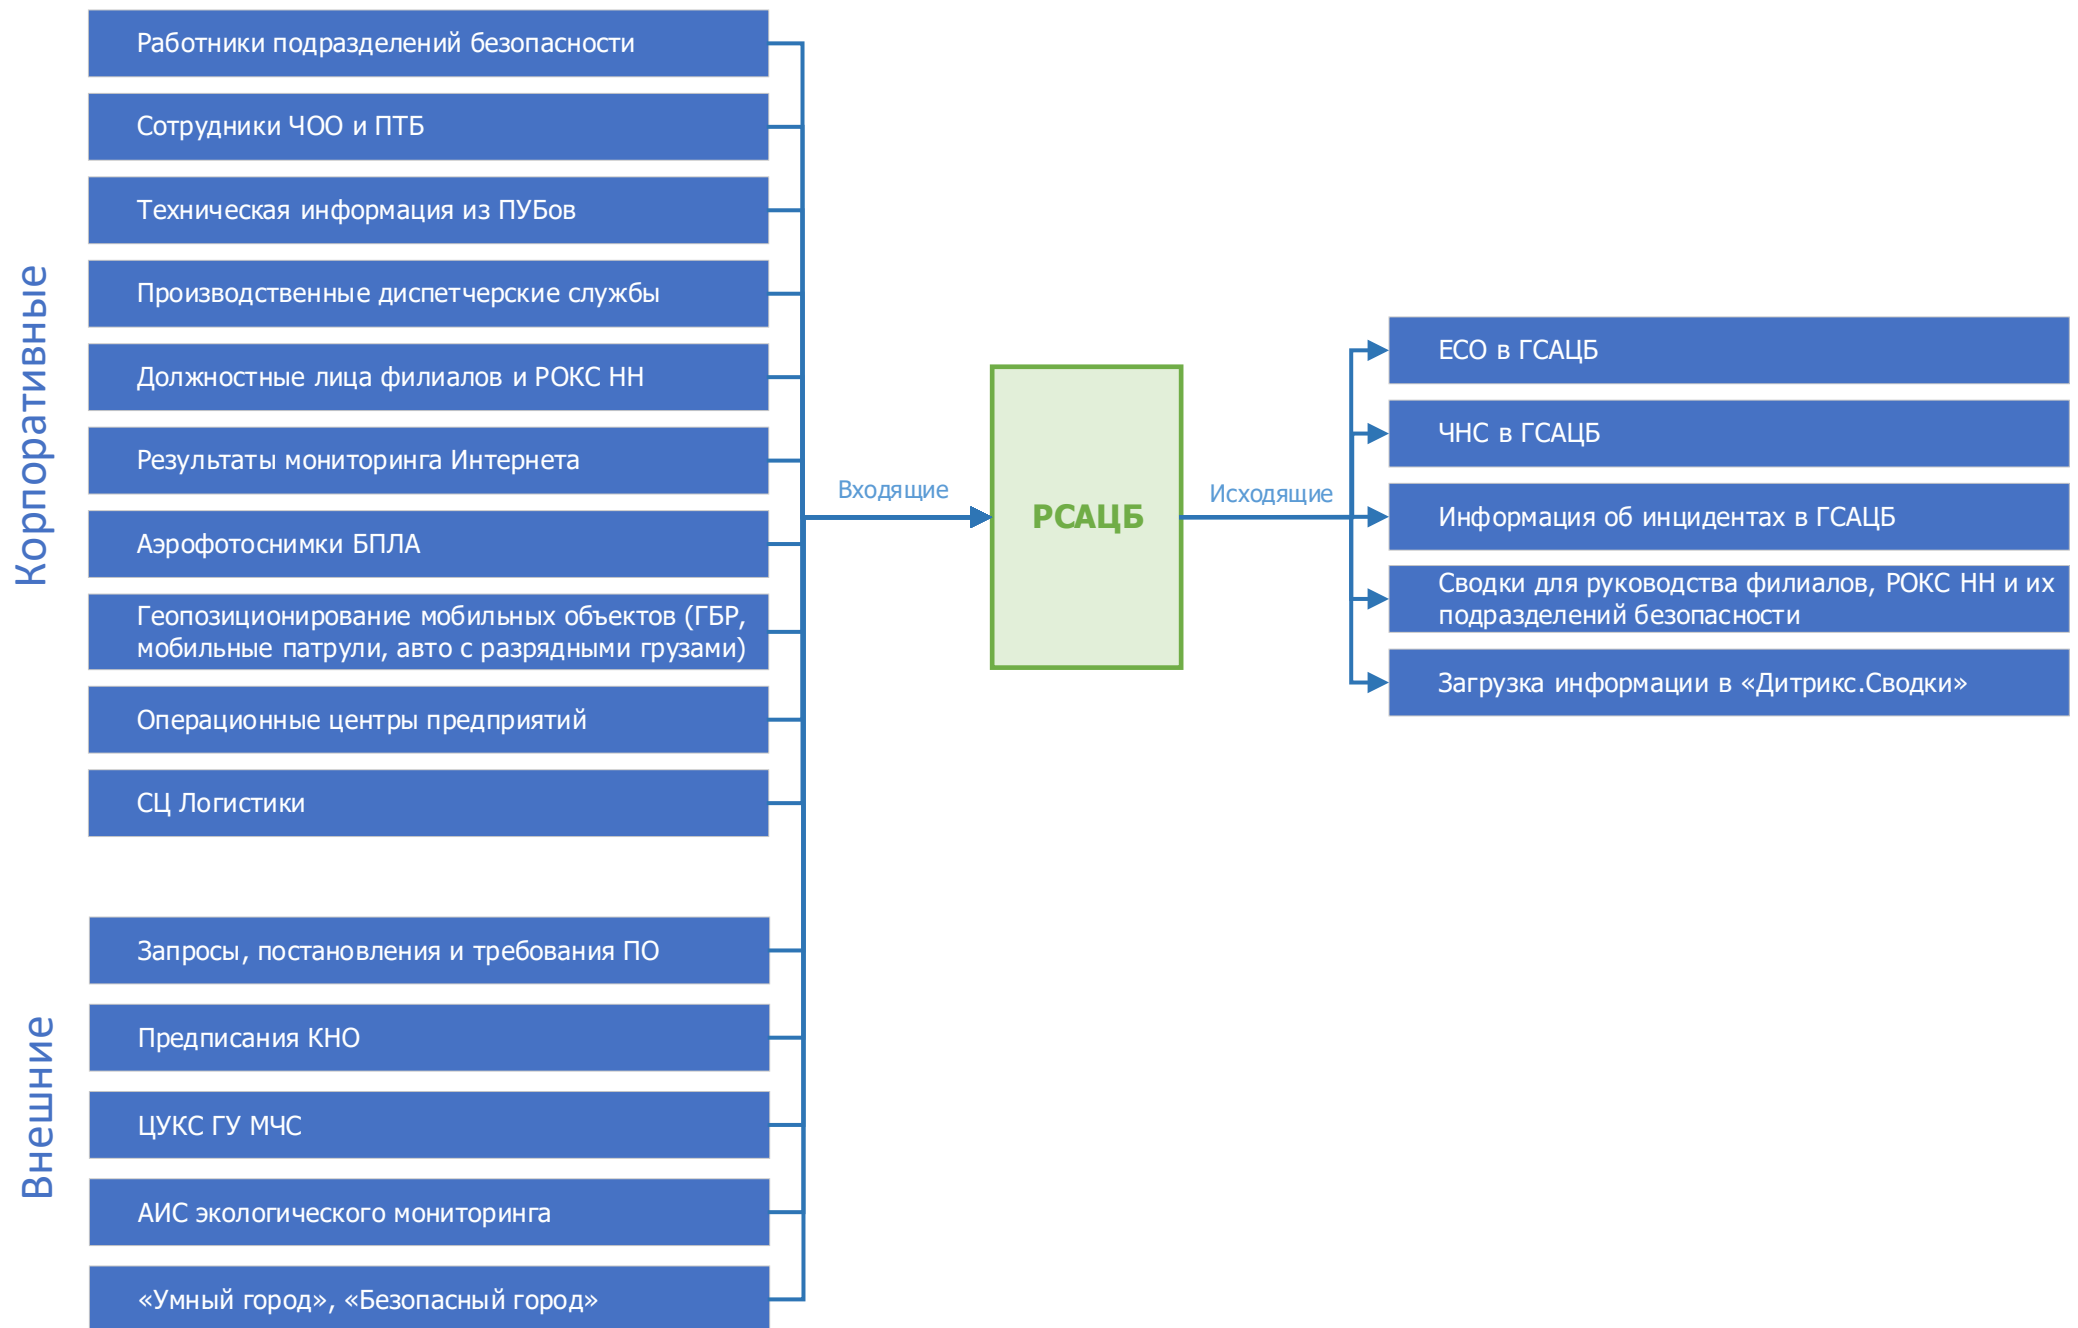 Корпоративные
Работники подразделений безопасности
Сотрудники ЧОО и ПТБ
Техническая информация из ПУБов
Производственные диспетчерские службы
Должностные лица филиалов и РОКС НН
Результаты мониторинга Интернета
Аэрофотоснимки БПЛА
Геопозиционирование мобильных объектов (ГБР,
мобильные патрули, авто с разрядными грузами)
Операционные центры предприятий
СЦ Логистики
Внешние
Запросы, постановления и требования ПО
Предписания КНО
ЦУКС ГУ МЧС
АИС экологического мониторинга
«Умный город», «Безопасный город»
Входящие
РСАЦБ
Исходящие
ЕСО в ГСАЦБ
ЧНС в ГСАЦБ
Информация об инцидентах в ГСАЦБ
Сводки для руководства филиалов, РОКС НН и их
подразделений безопасности
Загрузка информации в «Дитрикс.Сводки»